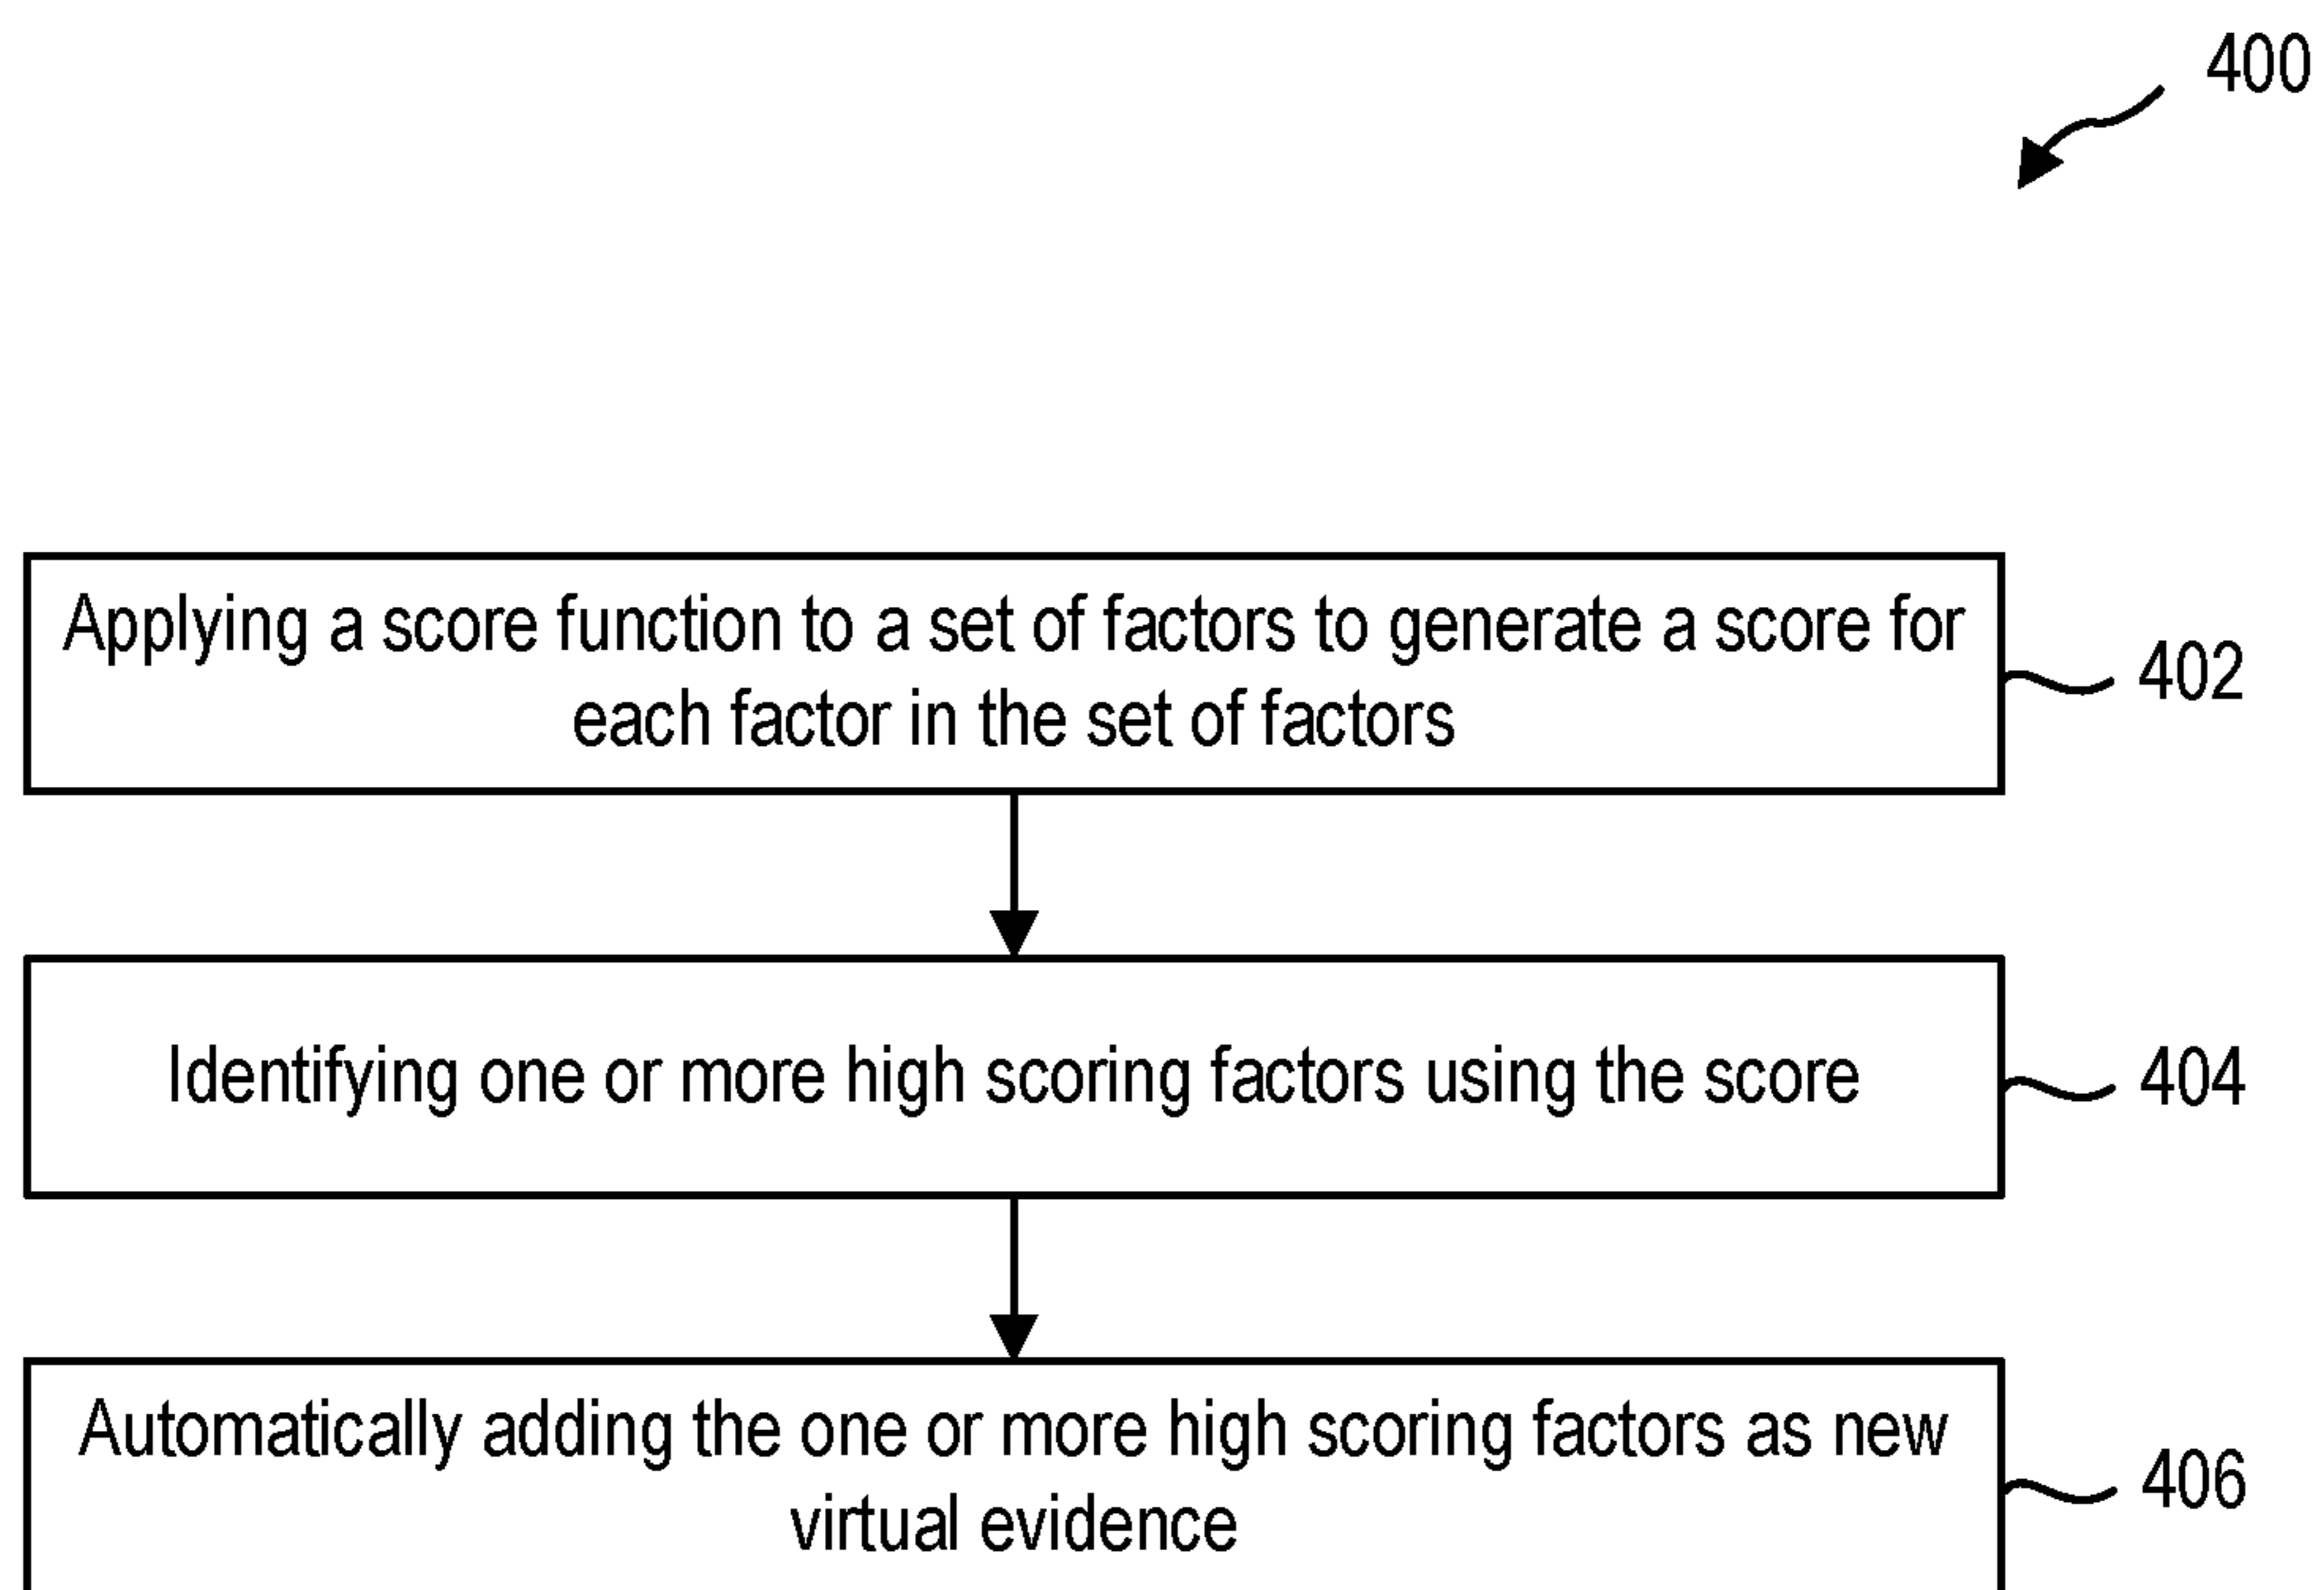 400
Applying a score function to a set of factors to generate a score for
each factor in the set of factors
402
Identifying one or more high scoring factors using the score
404
Automatically adding the one or more high scoring factors as new
virtual evidence
406